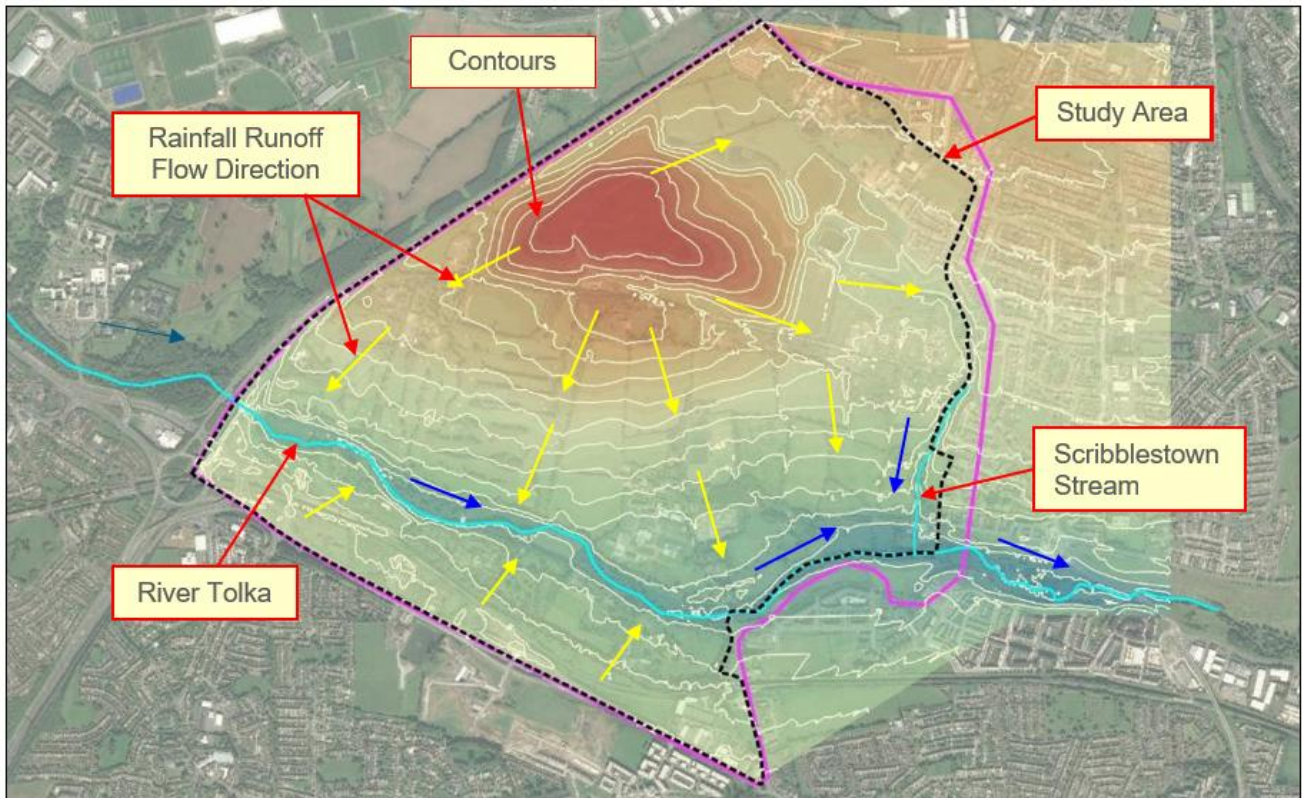 Contours
Rainfall Runoff
Flow Direction
Study Area
Scribblestown
Stream
River Tolka